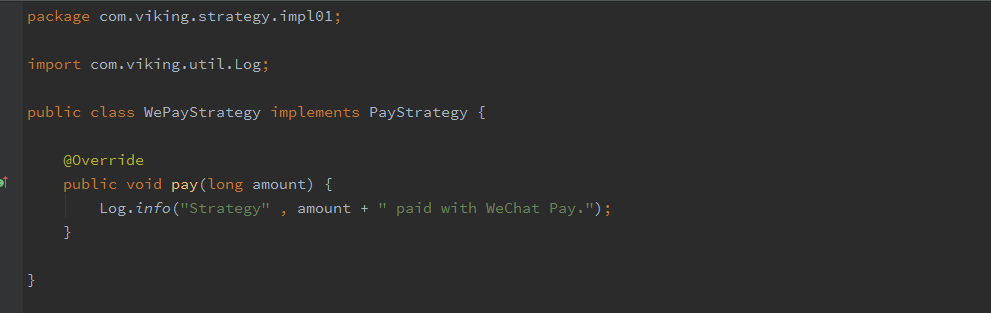 package com.viking.strategy.impl01;
import com.viking.util.Log;
public class WePayStrategy implements PayStrategy {
@Override
public void pay(long amount) {
Log.info("Strategy" , amount + " paid with WeChat Pay.");
}
}